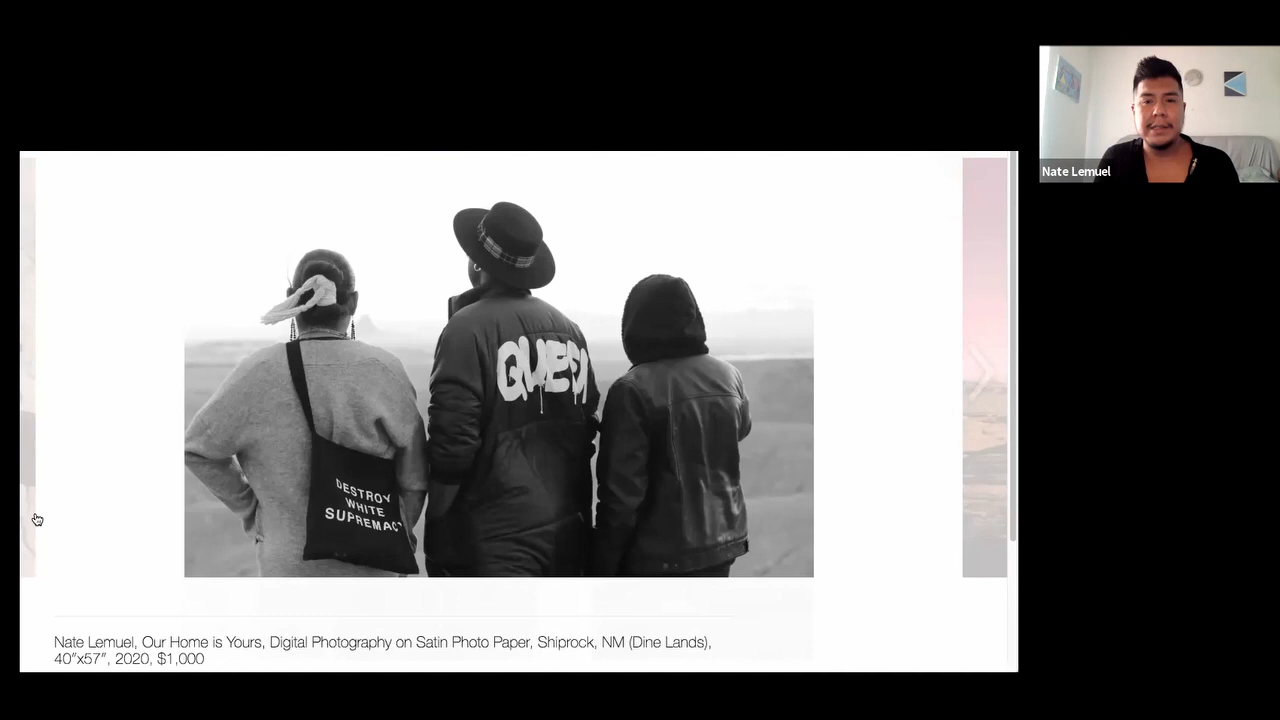 QUEER
DESTROY
WHITE
SUPREMACY
Nate Lemuel, Our Home is Yours, Digital Photography on Satin Photo Paper, Shiprock, NM (Dine Lands),
40"x57", 2020, $1,000
Nate Lemuel